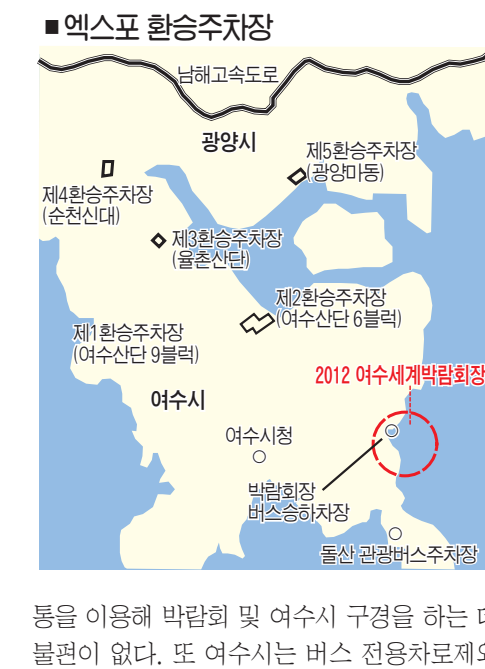 ■ 엑스포 환승주차장
남해고속도로
광양시
제5환승주차장
(광양마동)
제4환승주차장
(순천신대)
제3환승주차장
(율촌산단)
제2환승주차장
(여수산단 6블럭)
제1환승주차장
(여수산단 9블럭)
2012 여수세계박람회장
여수시
여수시청
박람회장
버스승하차장
돌산 관광버스주차장
통을 이용해 박람회 및 여수시 구경을 하는
불편이 없다. 또 여수시는 버스 전용차로제